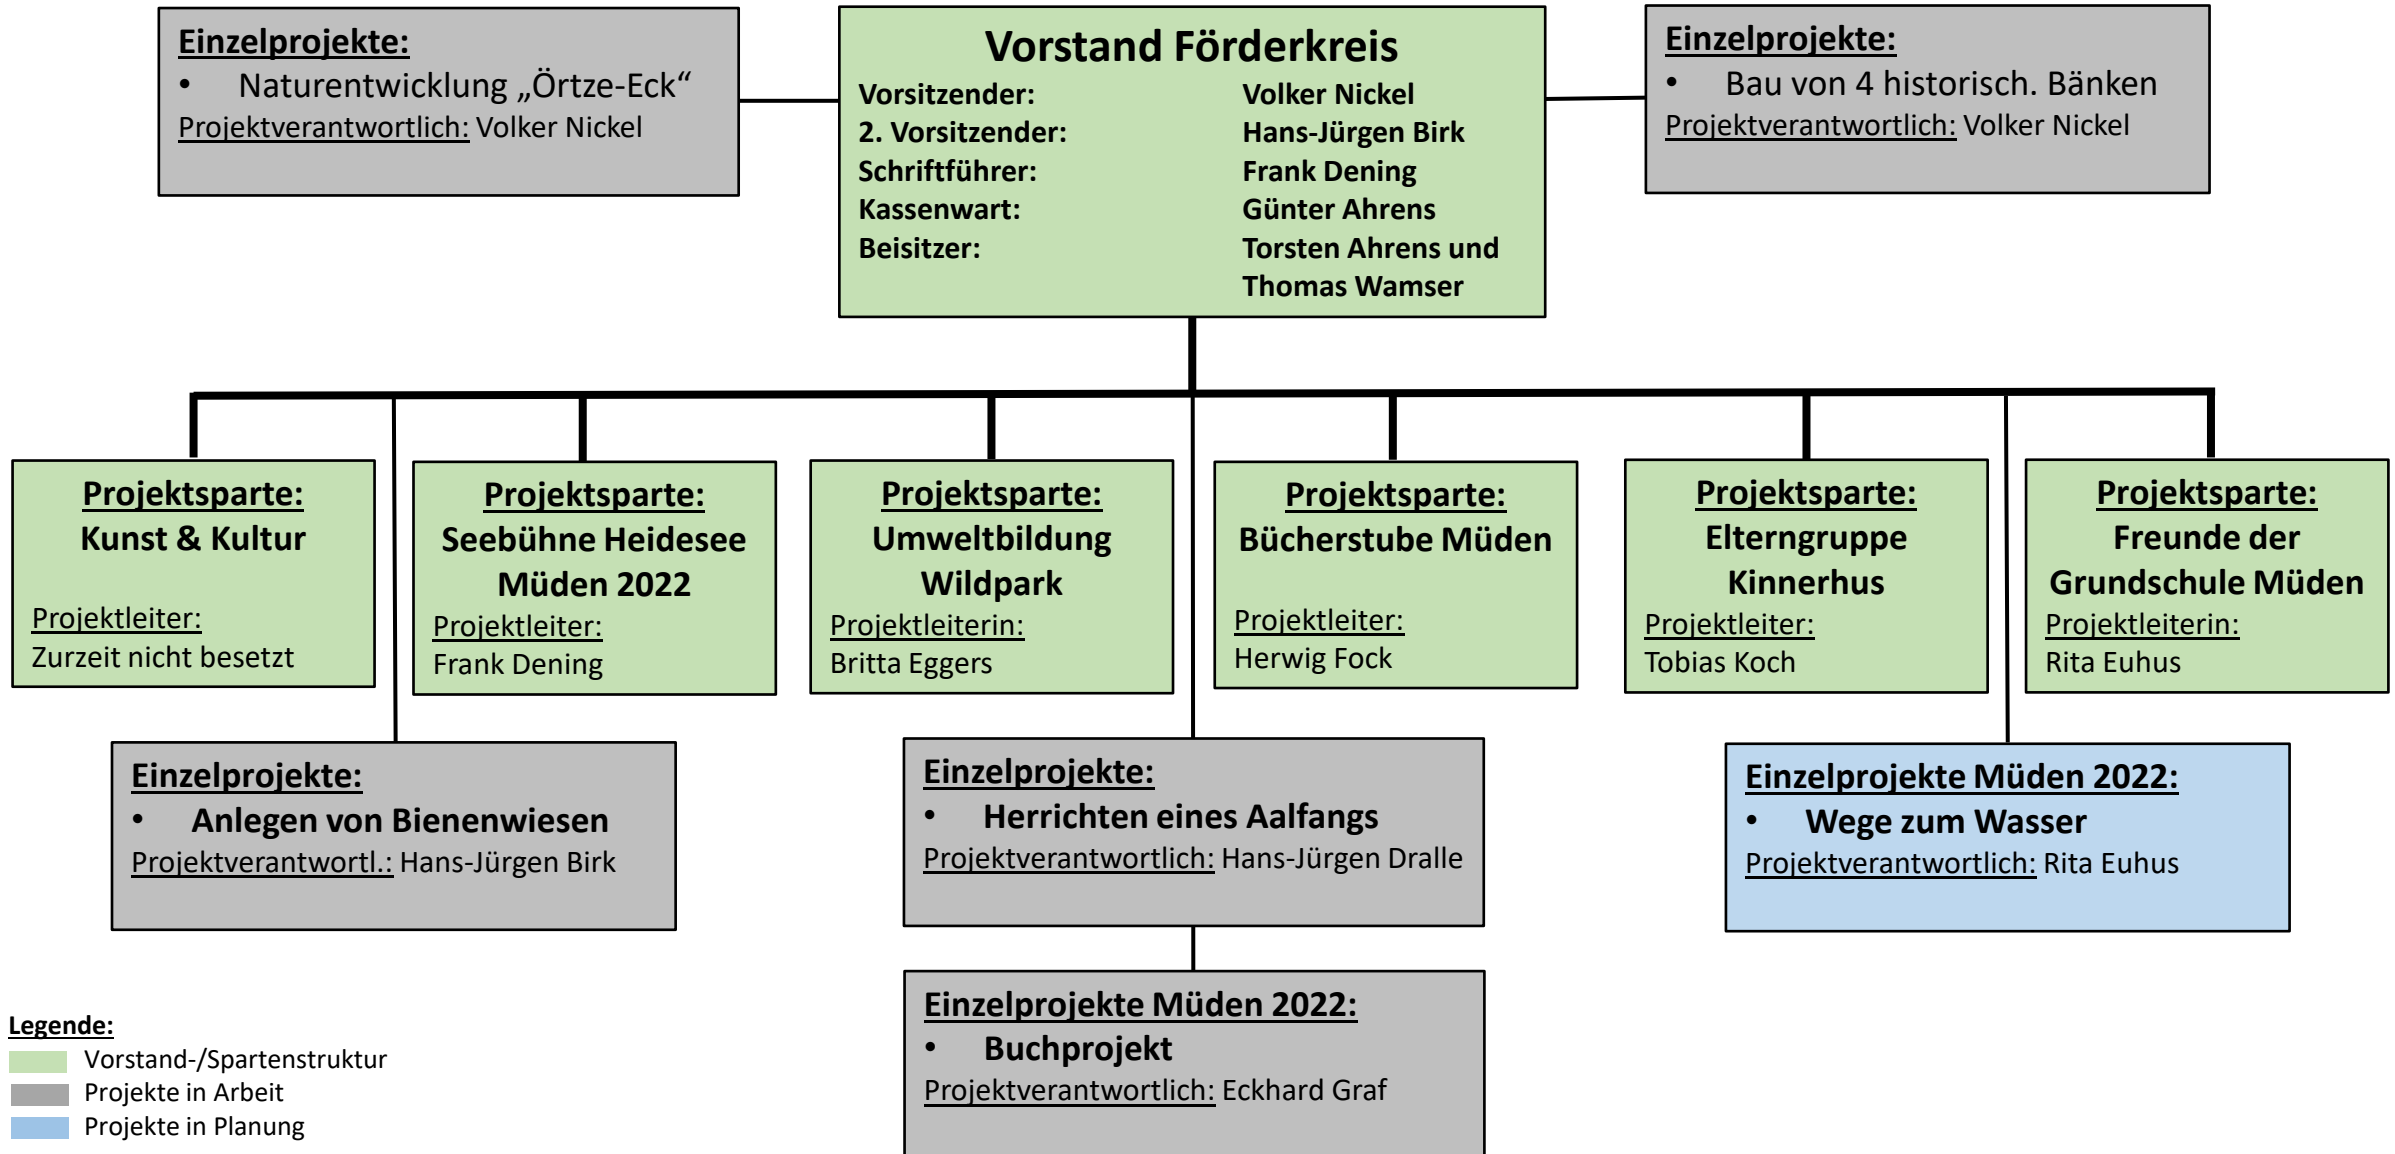 Einzelprojekte:
• Naturentwicklung „Örtze-Eck“
Projektverantwortlich: Volker Nickel
Vorstand Förderkreis
Vorsitzender: Volker Nickel
2. Vorsitzender: Hans-Jürgen Birk
Schriftführer: Frank Dening
Kassenwart: Günter Ahrens
Beisitzer: Torsten Ahrens und
Thomas Wamser
Einzelprojekte:
• Bau von 4 historisch. Bänken
Projektverantwortlich: Volker Nickel
Projektsparte:
Kunst & Kultur
Projektleiter:
Zurzeit nicht besetzt
Projektsparte:
Seebühne Heidesee
Müden 2022
Projektleiter:
Frank Dening
Projektsparte:
Umweltbildung
Wildpark
Projektleiterin:
Britta Eggers
Projektsparte:
Bücherstube Müden
Projektleiter:
Herwig Fock
Projektsparte:
Elterngruppe
Kinnerhus
Projektleiter:
Tobias Koch
Projektsparte:
Freunde der
Grundschule Müden
Projektleiterin:
Rita Euhus
Einzelprojekte:
• Anlegen von Bienenwiesen
Projektverantwortl.: Hans-Jürgen Birk
Einzelprojekte:
• Herrichten eines Aalfangs
Projektverantwortlich: Hans-Jürgen Dralle
Einzelprojekte Müden 2022:
• Wege zum Wasser
Projektverantwortlich: Rita Euhus
Einzelprojekte Müden 2022:
• Buchprojekt
Projektverantwortlich: Eckhard Graf
Legende:
Vorstand-/Spartenstruktur
Projekte in Arbeit
Projekte in Planung